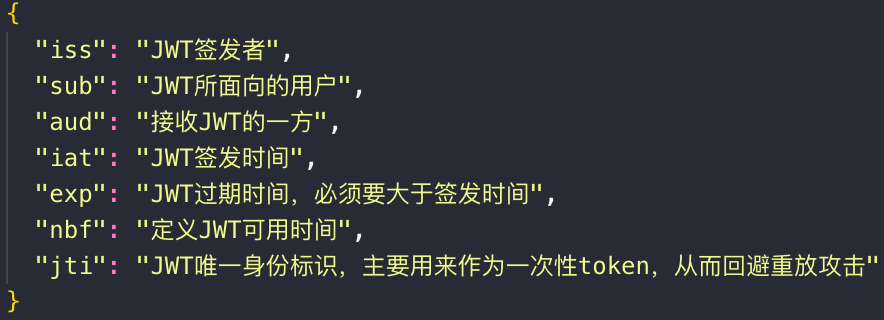 {
"iss": "JWT签发者",
"sub": "JWT所面向的用户",
"aud": "接收JWT的一方",
"iat": "JWT签发时间",
"exp": "JWT过期时间，必须要大于签发时间",
"nbf": "定义JWT可用时间",
"jti": "JWT唯一身份标识，主要用来作为一次性token，从而回避重放攻击"
}